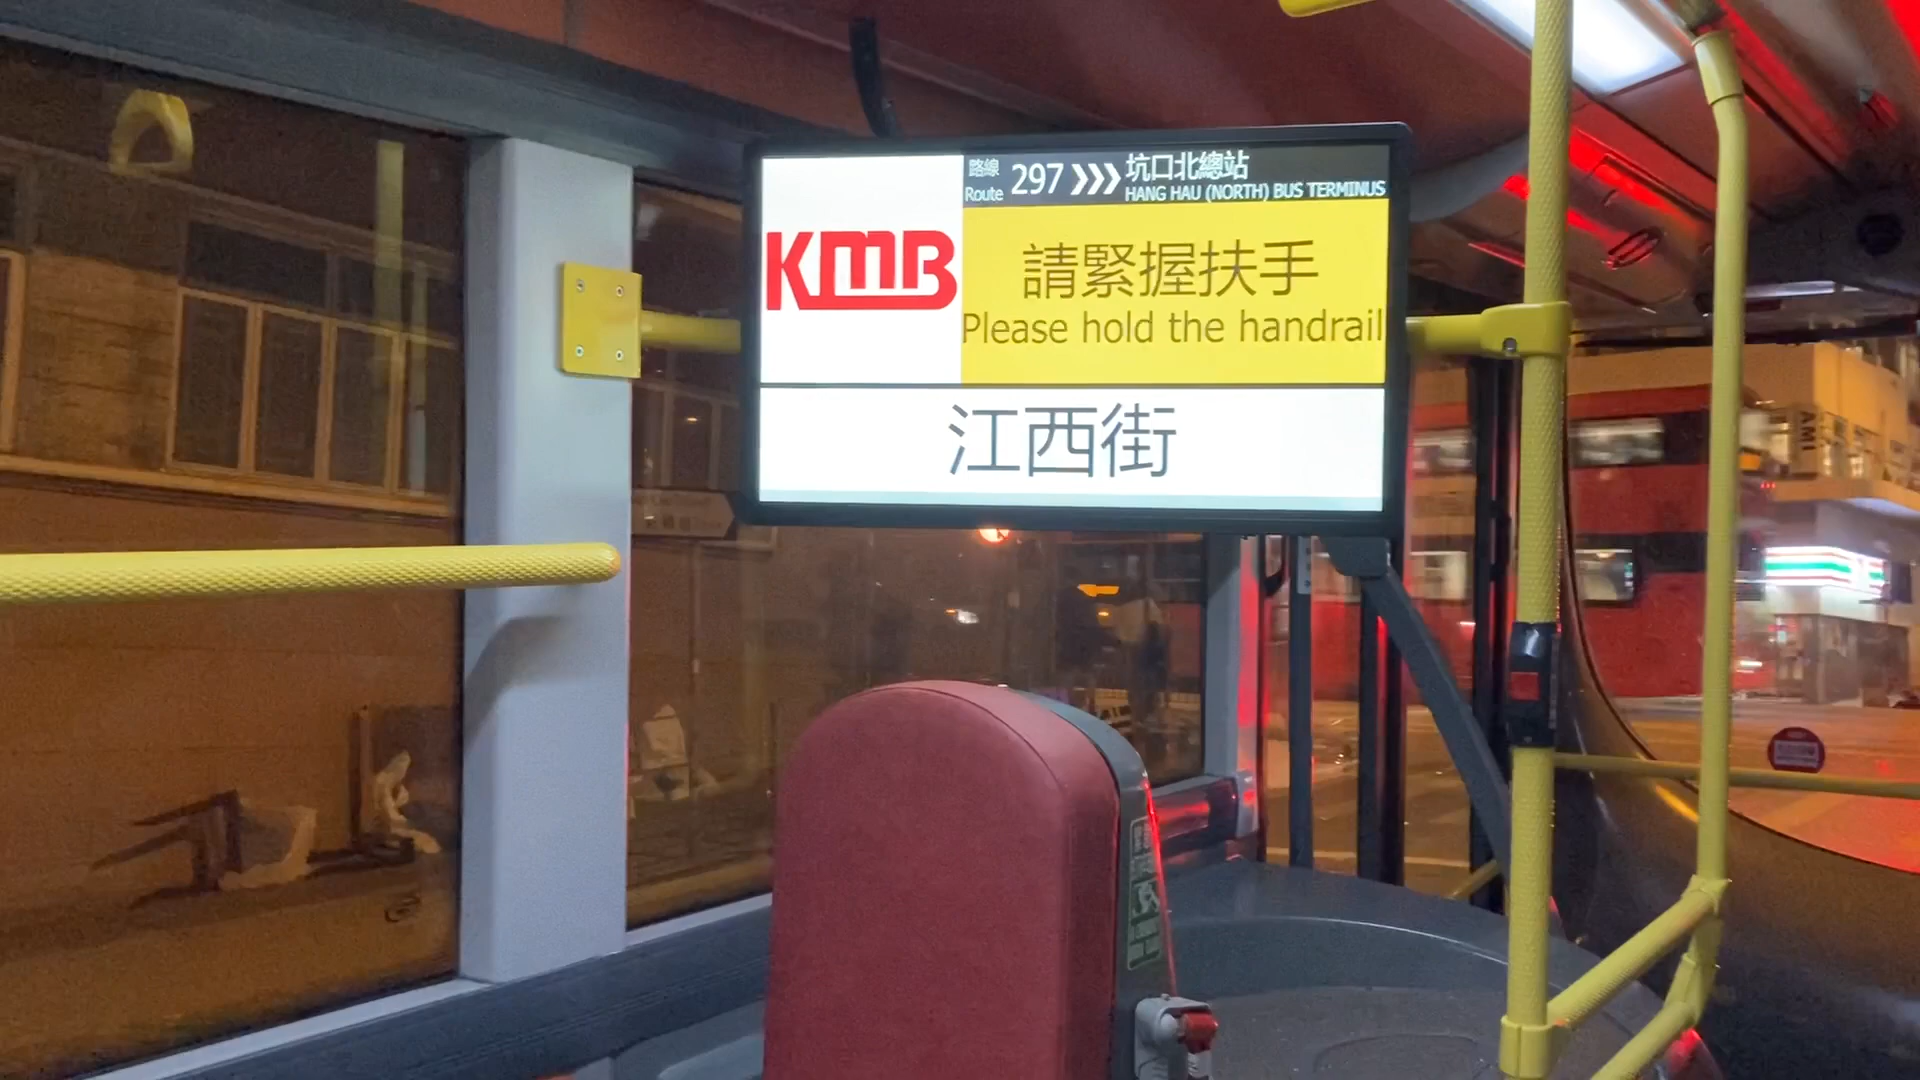 路線
Route
297
坑口北總站
HANG HAU (NORTH) BUS TERMINUS
KMB
請緊握扶手
Please hold the handrail
江西街